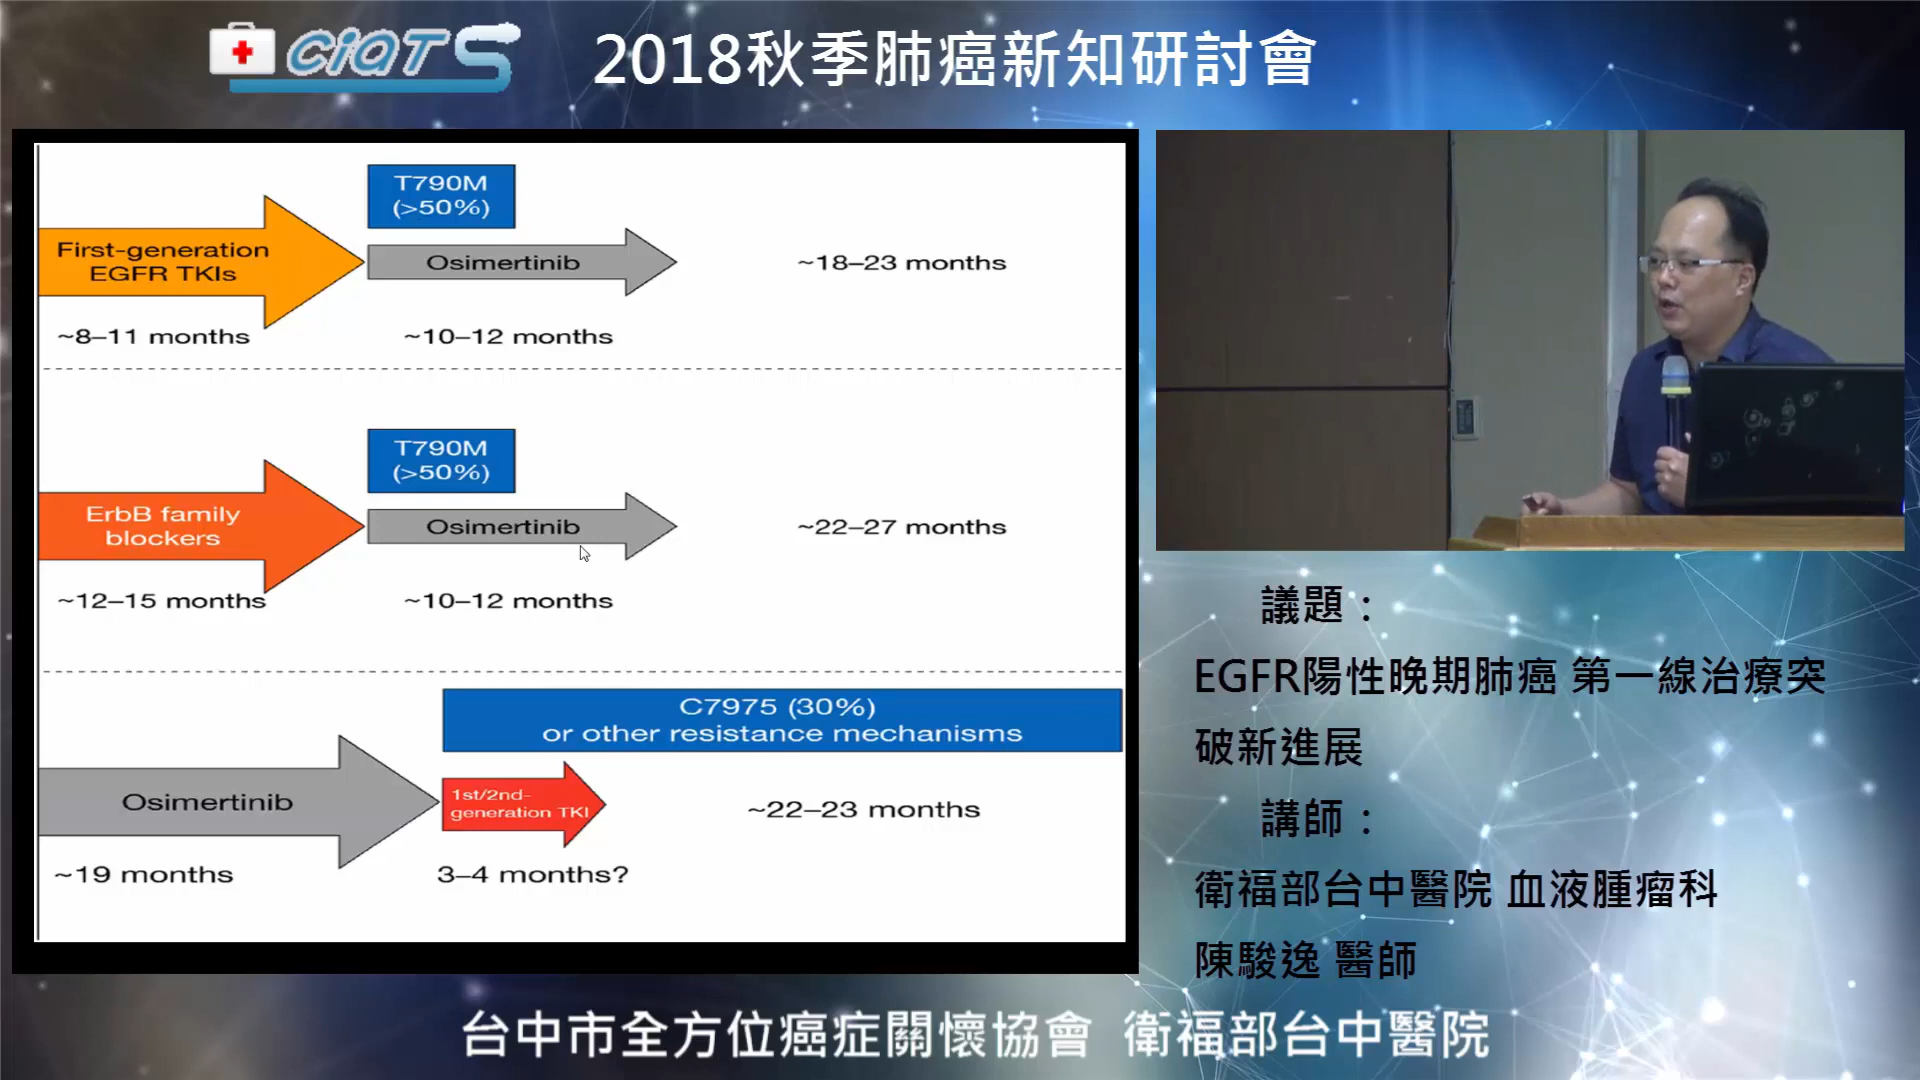 CiQTS 2018秋季肺癌新知研討會
T790M
(>50%)
First-generation
EGFR TKIs
Osimertinib
~18–23 months
~8–11 months
~10–12 months
T790M
(>50%)
ErbB family
blockers
Osimertinib
~22–27 months
~12–15 months
~10–12 months
C7975 (30%)
or other resistance mechanisms
Osimertinib
1st/2nd-
generation TKI
~22–23 months
~19 months
3–4 months?
議題：
EGFR陽性晚期肺癌 第一線治療突
破新進展
講師：
衛福部台中醫院 血液腫瘤科
陳駿逸 醫師
台中市全方位癌症關懷協會 衛福部台中醫院